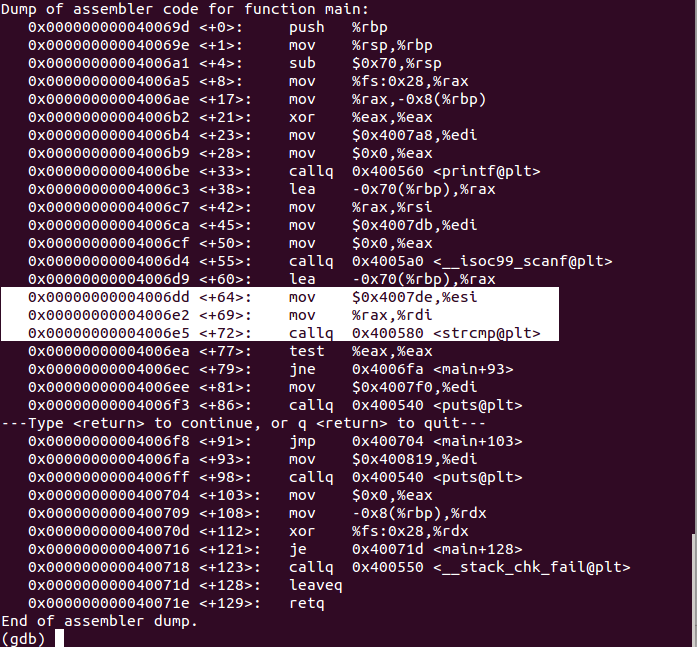 Dump of assembler code for function main:
   0x000000000040069d <+0>:     push   %rbp
   0x000000000040069e <+1>:     mov    %rsp,%rbp
   0x00000000004006a1 <+4>:     sub    $0x70,%rsp
   0x00000000004006a5 <+8>:     mov    %fs:0x28,%rax
   0x00000000004006ae <+17>:    mov    %rax,-0x8(%rbp)
   0x00000000004006b2 <+21>:    xor    %eax,%eax
   0x00000000004006b4 <+23>:    mov    $0x4007a8,%edi
   0x00000000004006b9 <+28>:    mov    $0x0,%eax
   0x00000000004006be <+33>:    callq  0x400560 <printf@plt>
   0x00000000004006c3 <+38>:    lea    -0x70(%rbp),%rax
   0x00000000004006c7 <+42>:    mov    %rax,%rsi
   0x00000000004006ca <+45>:    mov    $0x4007db,%edi
   0x00000000004006cf <+50>:    mov    $0x0,%eax
   0x00000000004006d4 <+55>:    callq  0x4005a0 <__isoc99_scanf@plt>
   0x00000000004006d9 <+60>:    lea    -0x70(%rbp),%rax
   0x00000000004006dd <+64>:    mov    $0x4007de,%esi
   0x00000000004006e2 <+69>:    mov    %rax,%rdi
   0x00000000004006e5 <+72>:    callq  0x400580 <strcmp@plt>
   0x00000000004006ea <+77>:    test   %eax,%eax
   0x00000000004006ec <+79>:    jne    0x4006fa <main+93>
   0x00000000004006ee <+81>:    mov    $0x4007f0,%edi
   0x00000000004006f3 <+86>:    callq  0x400540 <puts@plt>
---Type <return> to continue, or q <return> to quit---
   0x00000000004006f8 <+91>:    jmp    0x400704 <main+103>
   0x00000000004006fa <+93>:    mov    $0x400819,%edi
   0x00000000004006ff <+98>:    callq  0x400540 <puts@plt>
   0x0000000000400704 <+103>:   mov    $0x0,%eax
   0x0000000000400709 <+108>:   mov    -0x8(%rbp),%rdx
   0x000000000040070d <+112>:   xor    %fs:0x28,%rdx
   0x0000000000400716 <+121>:   je     0x40071d <main+128>
   0x0000000000400718 <+123>:   callq  0x400550 <__stack_chk_fail@plt>
   0x000000000040071d <+128>:   leaveq
   0x000000000040071e <+129>:   retq
End of assembler dump.
(gdb)